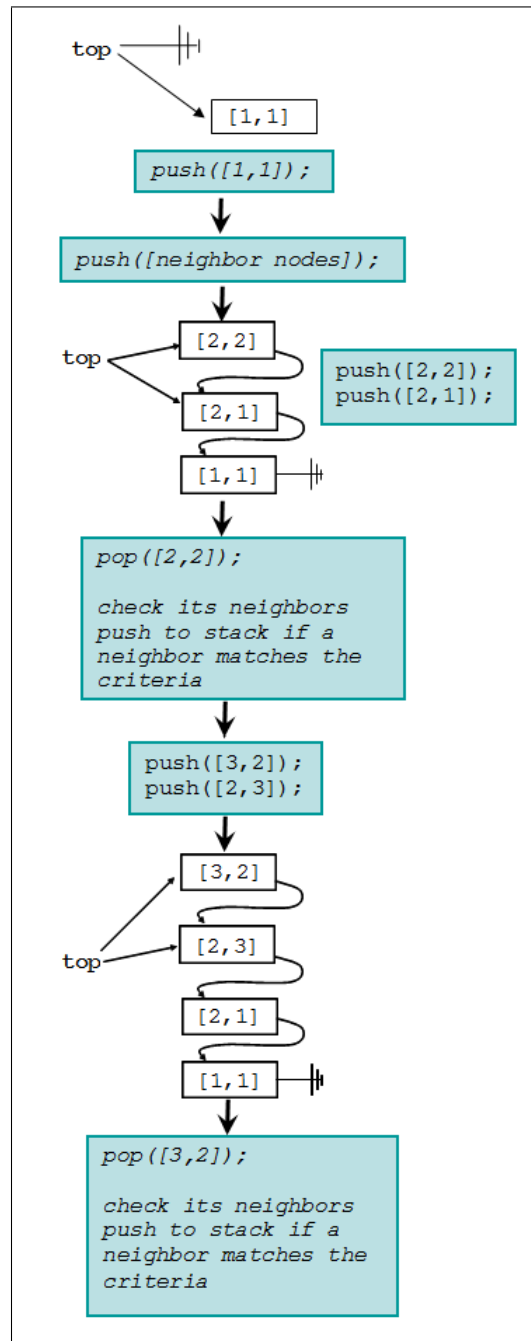 top
[1,1]
push([1,1]);
push([neighbor nodes]);
[2,2]
top
push([2,2]);
push([2,1]);
[2,1]
[1,1]
pop([2,2]);
check its neighbors
push to stack if a
neighbor matches the
criteria
push([3,2]);
push([2,3]);
[3,2]
[2,3]
top
[2,1]
[1,1]
pop([3,2]);
check its neighbors
push to stack if a
neighbor matches the
criteria